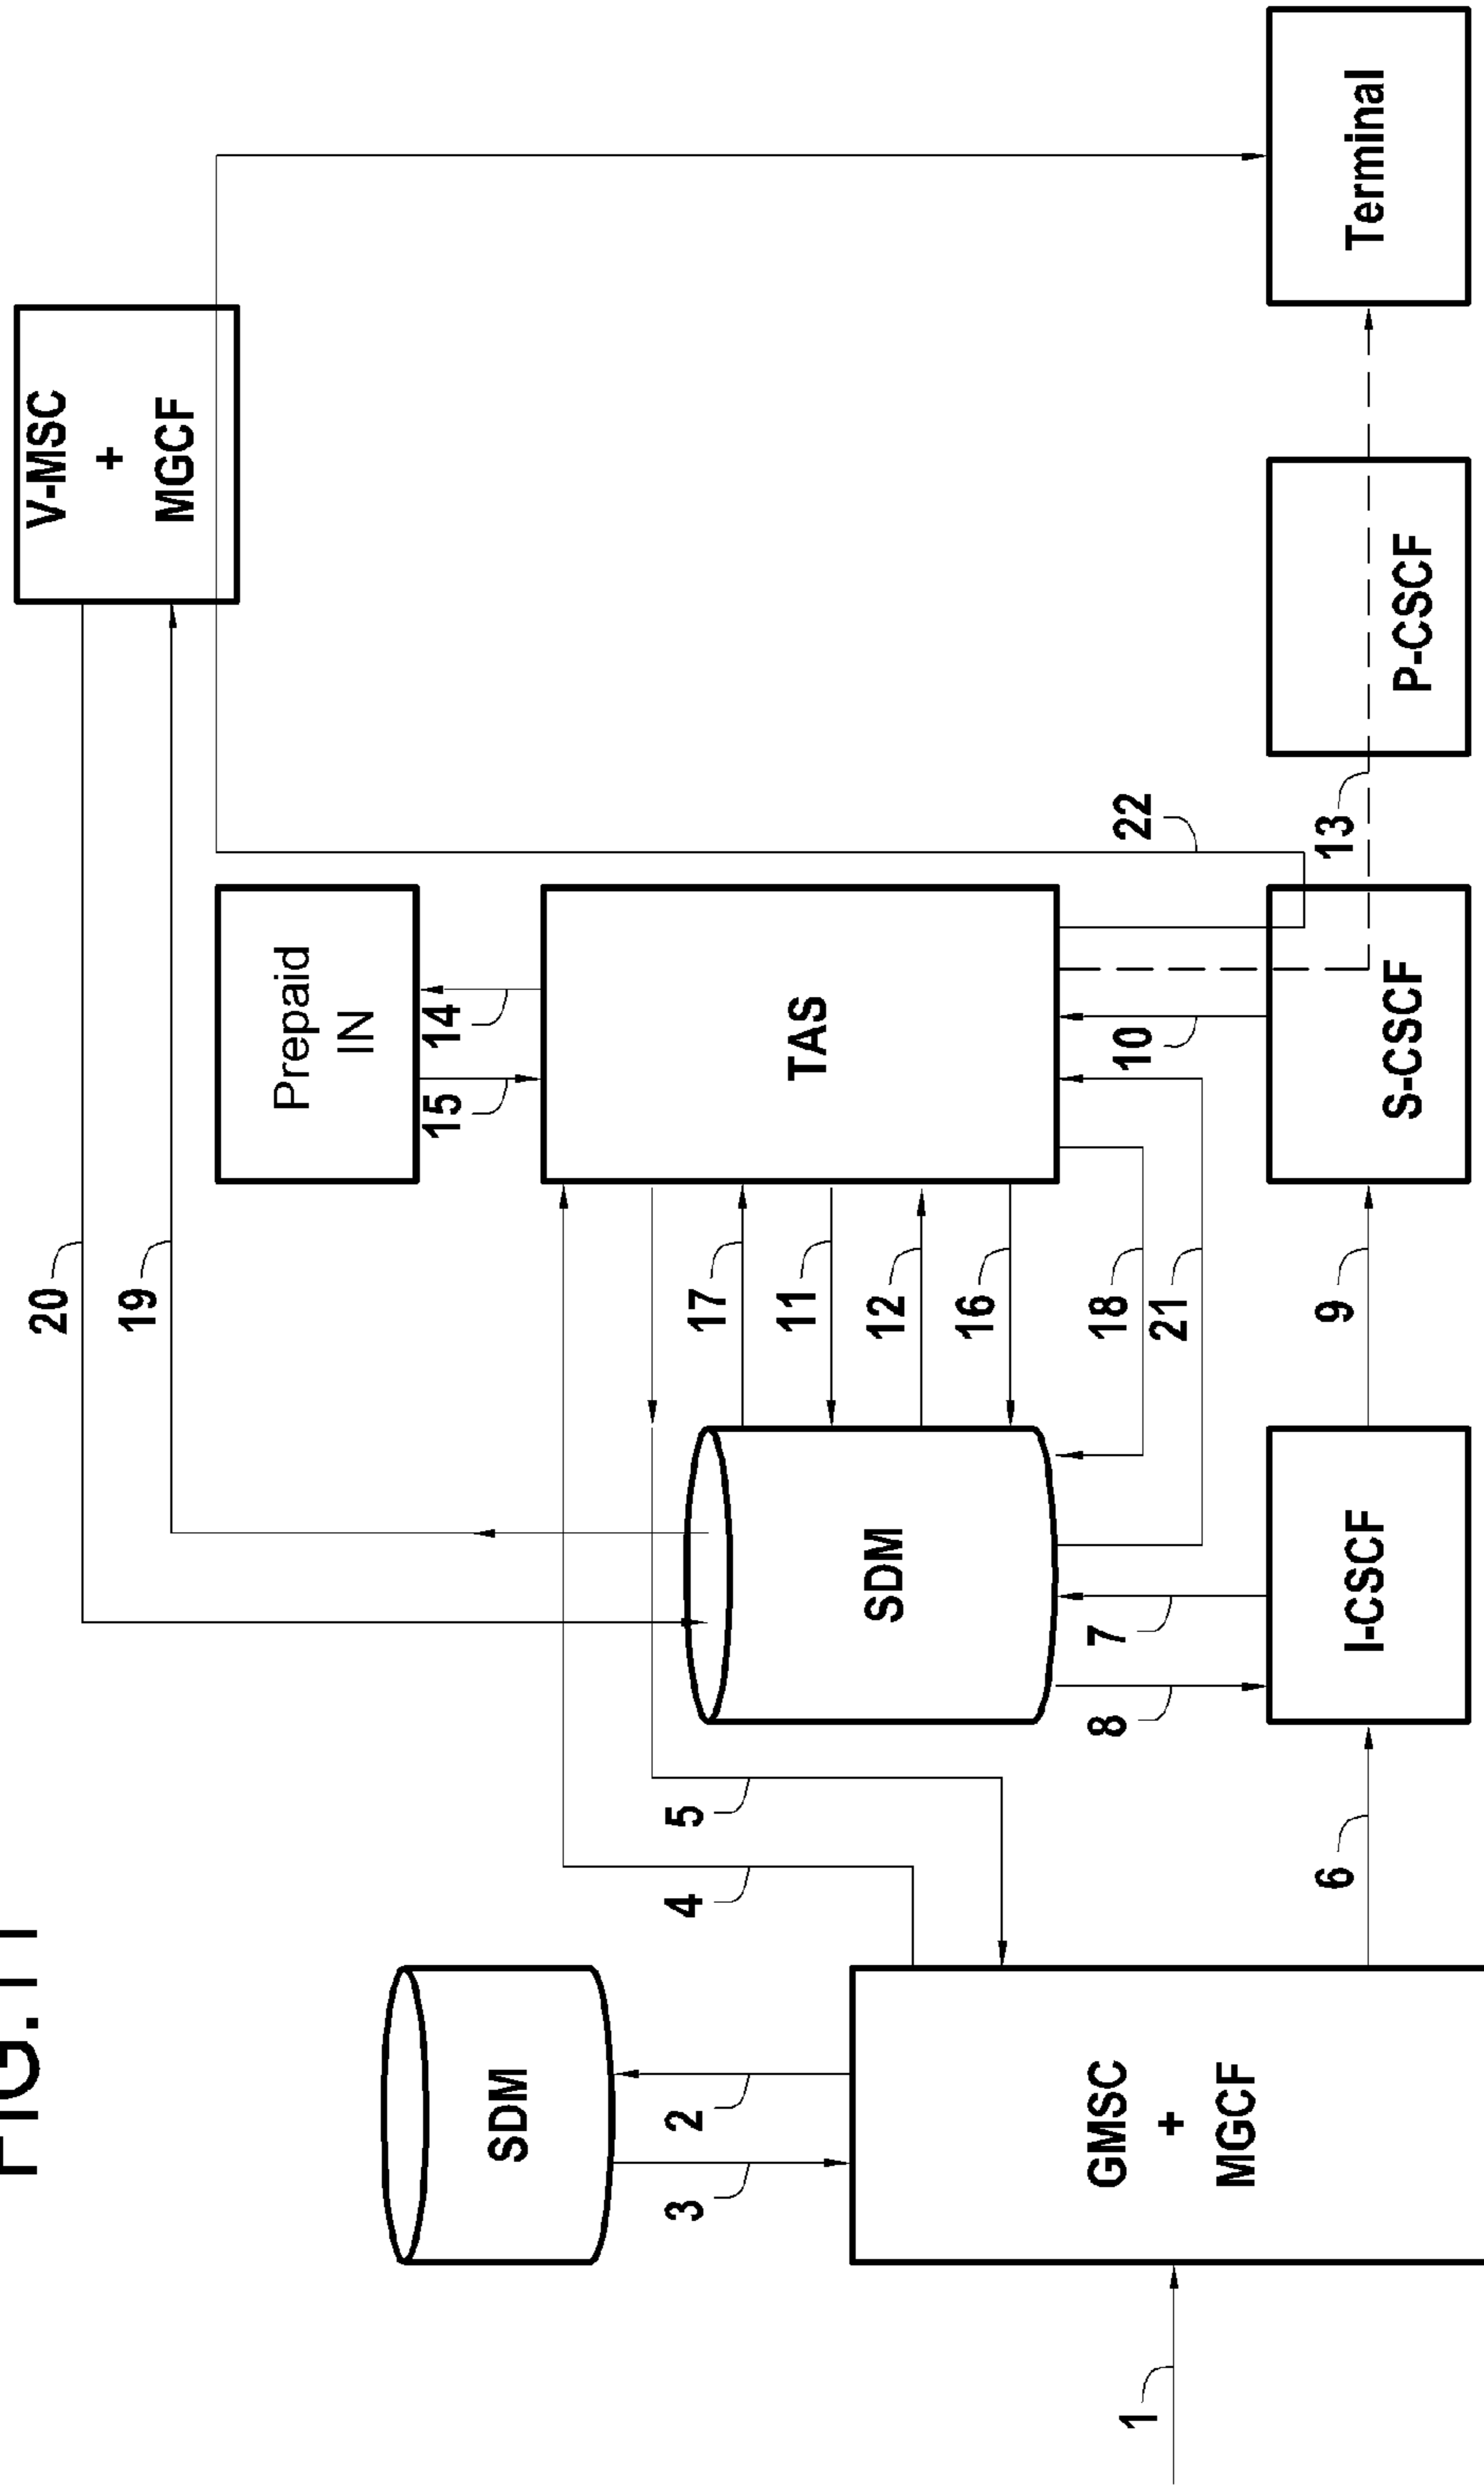 FIG.11
20
V-MSC
+
MGCF
19
Prepaid
IN
15
14
SDM
3
2
4
5
17
11
TAS
12
SDM
16
GMSC
+
MGCF
8
7
18
10
22
21
1
6
9
13
I-CSCF
S-CSCF
P-CSCF
Terminal